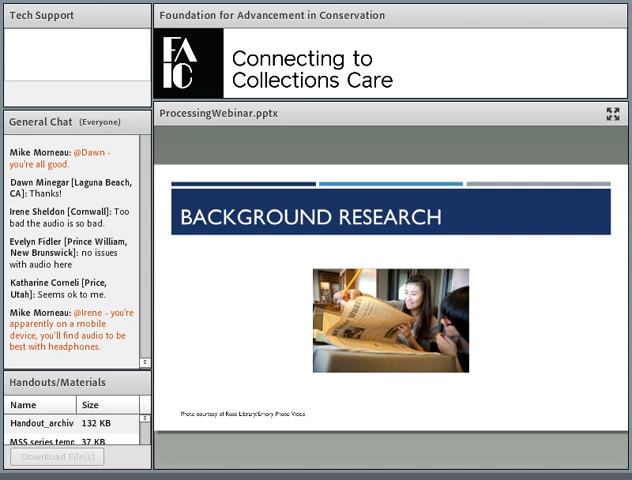 Tech Support
Foundation for Advancement in Conservation
FAIC
Connecting to
Collections Care
General Chat (Everyone)
Mike Morneau: @Dawn -
you're all good.
Dawn Minegar [Laguna Beach,
CA]: Thanks!
Irene Sheldon [Cornwall]: Too
bad the audio is so bad.
Evelyn Fidler [Prince William,
New Brunswick]: no issues
with audio here
Katharine Corneli [Price,
Utah]: Seems ok to me.
Mike Morneau: @Irene - you're
apparently on a mobile
device, you'll find audio to be
best with headphones.
Handouts/Materials
Name Size
Handout_archiv 132 KB
MSS series temp 37 KB
Download File(s)
ProcessingWebinar.pptx
BACKGROUND RESEARCH
Photo courtesy of Rose Library/Emory Photo Video